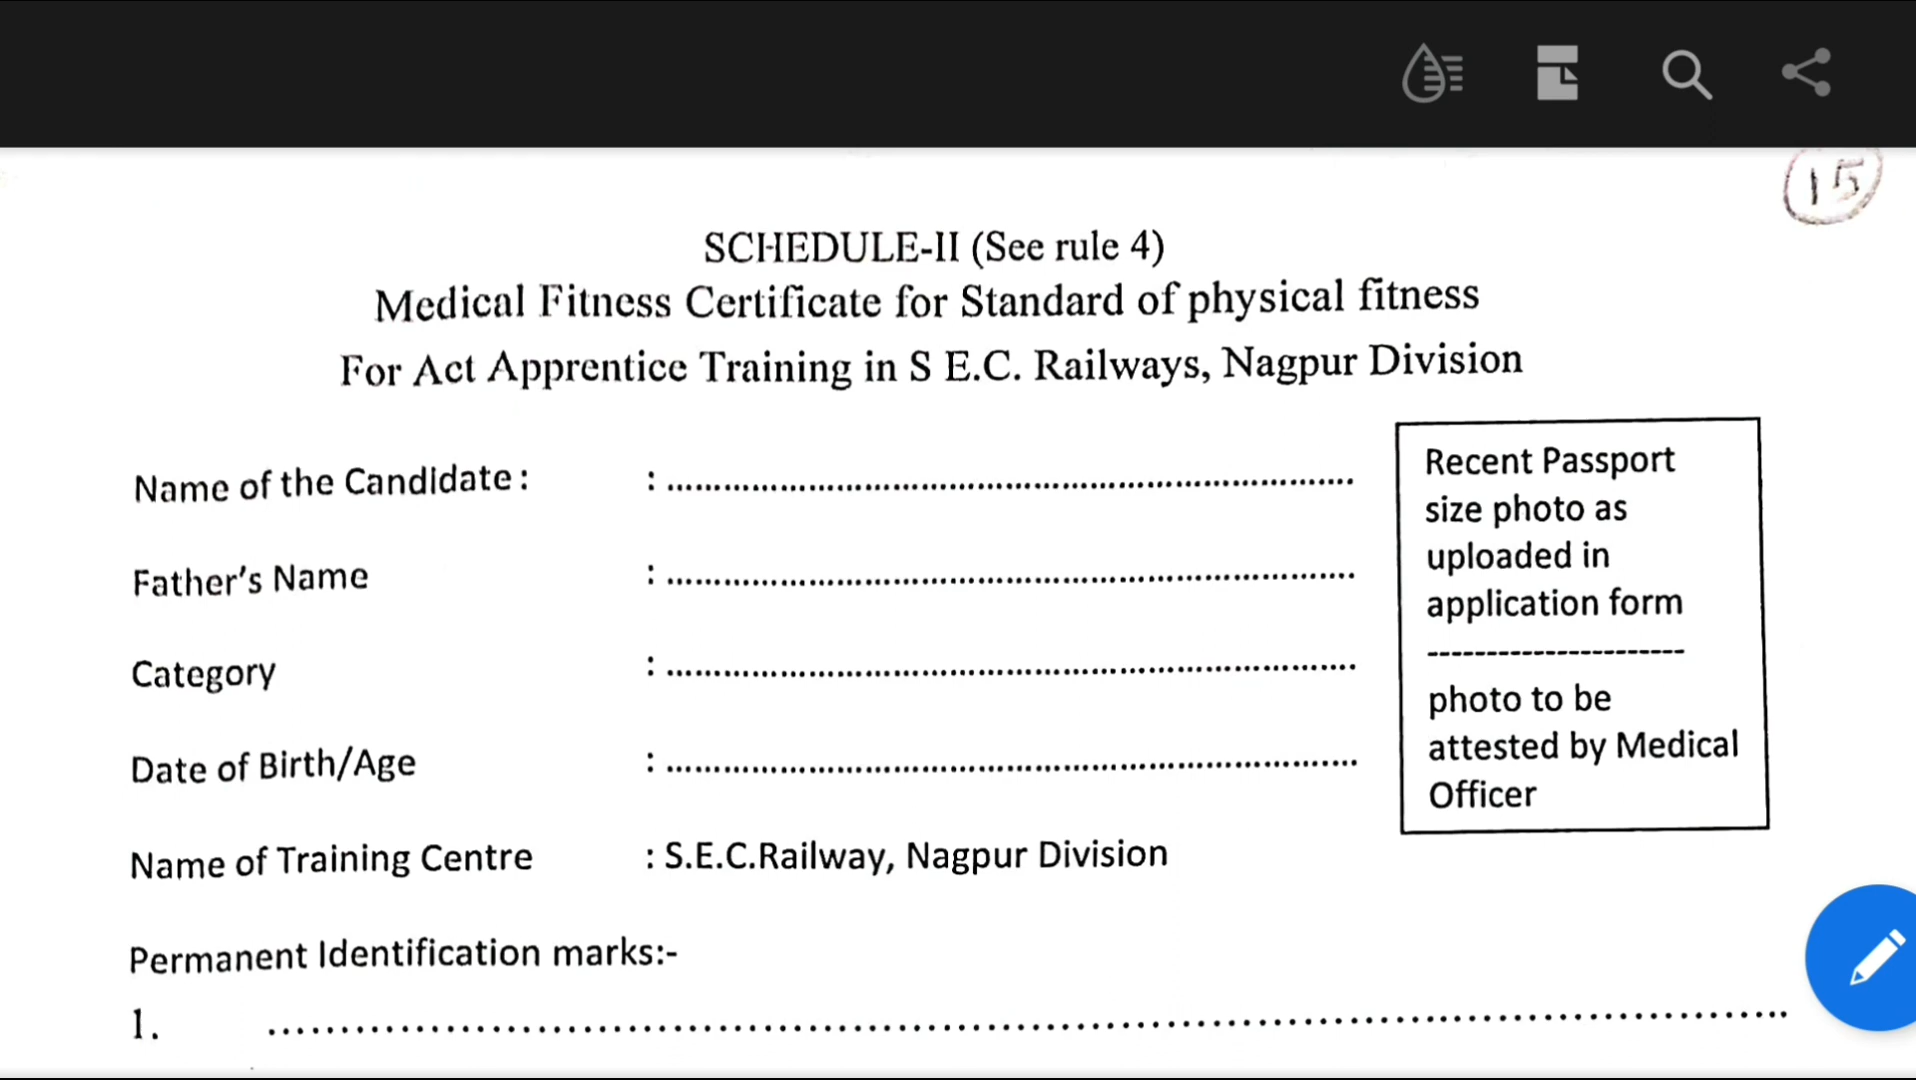 15
SCHEDULE-II (See rule 4)
Medical Fitness Certificate for Standard of physical fitness
For Act Apprentice Training in S E.C. Railways, Nagpur Division
Name of the Candidate : : ........................................................................
Father's Name : ........................................................................
Category : ........................................................................
Date of Birth/Age : ........................................................................
Name of Training Centre : S.E.C.Railway, Nagpur Division
Recent Passport
size photo as
uploaded in
application form
----------------------
photo to be
attested by Medical
Officer
Permanent Identification marks:-
1. ....................................................................................................